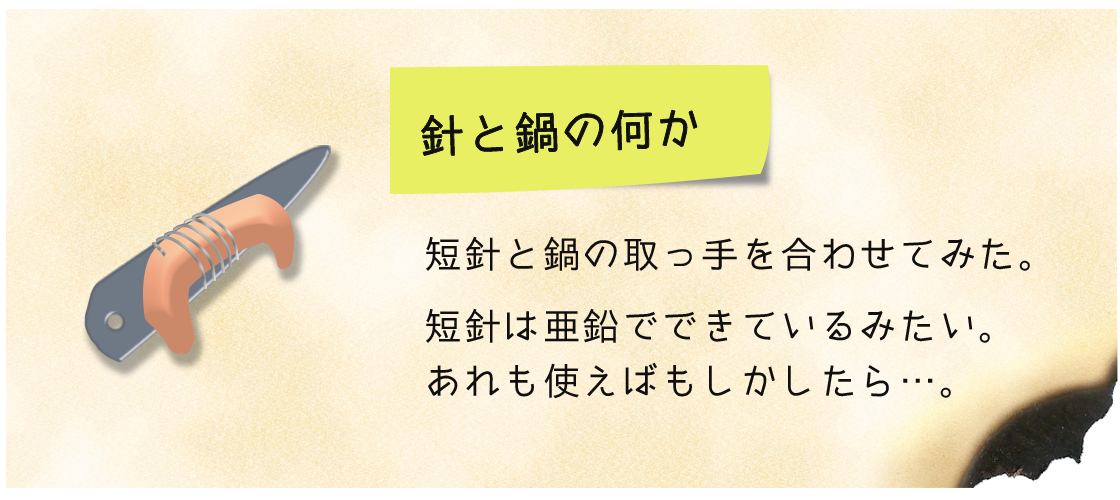 針と鍋の何か
短針と鍋の取っ手を合わせてみた。
短針は亜鉛でできているみたい。
あれも使えばもしかしたら…。